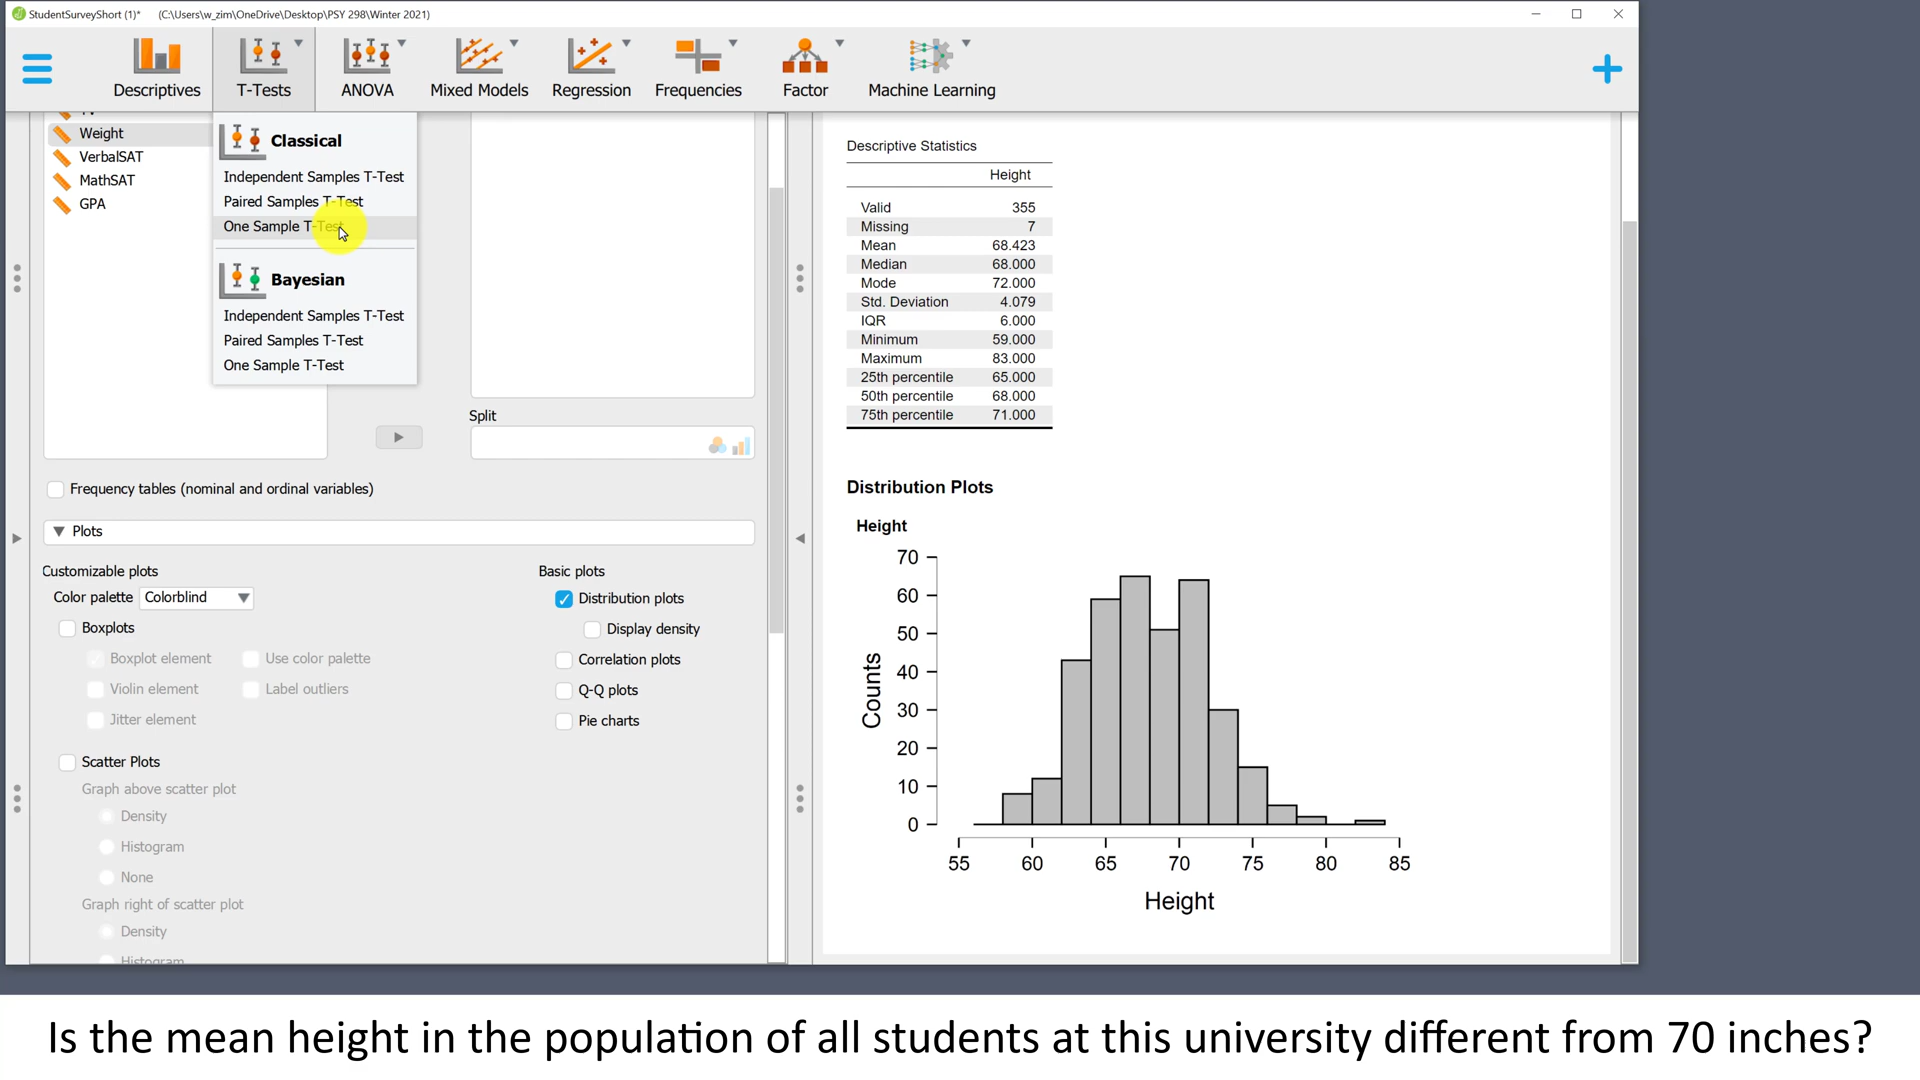 StudentSurveyShort (1)* (C:\Users\w_zim\OneDrive\Desktop\PSY 298\Winter 2021)
Descriptives T-Tests ANOVA Mixed Models Regression Frequencies Factor Machine Learning
Weight
VerbalSAT
MathSAT
GPA
Classical
Independent Samples T-Test
Paired Samples T-Test
One Sample T-Test
Bayesian
Independent Samples T-Test
Paired Samples T-Test
One Sample T-Test
Split
Frequency tables (nominal and ordinal variables)
Plots
Customizable plots
Color palette Colorblind
Boxplots
Boxplot element Use color palette
Violin element Label outliers
Jitter element
Scatter Plots
Graph above scatter plot
Density
Histogram
None
Graph right of scatter plot
Density
Histogram
Basic plots
Distribution plots
Display density
Correlation plots
Q-Q plots
Pie charts
Descriptive Statistics
Height
Valid 355
Missing 7
Mean 68.423
Median 68.000
Mode 72.000
Std. Deviation 4.079
IQR 6.000
Minimum 59.000
Maximum 83.000
25th percentile 65.000
50th percentile 68.000
75th percentile 71.000
Distribution Plots
Height
70
60
50
40
30
20
10
0
Counts
55 60 65 70 75 80 85
Height
Is the mean height in the population of all students at this university different from 70 inches?